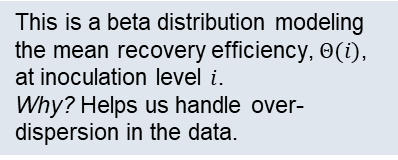 This is a beta distribution modeling
the mean recovery efficiency, Θ(𝑖),
at inoculation level 𝑖.
Why? Helps us handle over-
dispersion in the data.